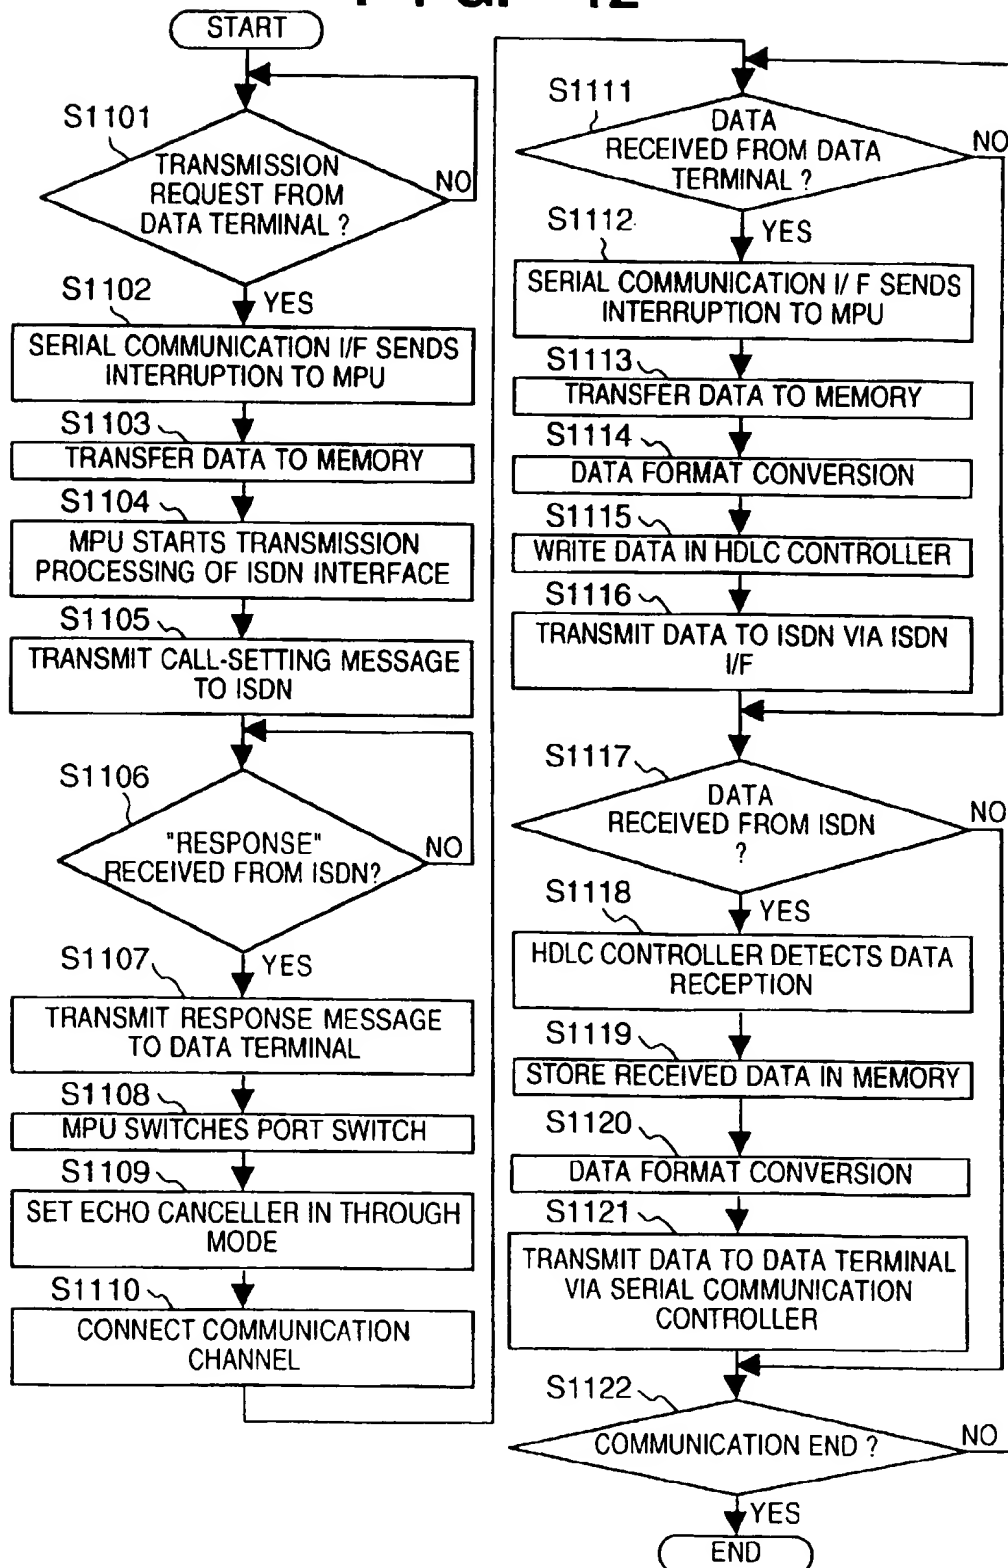 START
S1101
TRANSMISSION
REQUEST FROM
DATA TERMINAL ?
NO
YES
S1102
SERIAL COMMUNICATION I/F SENDS
INTERRUPTION TO MPU
S1103
TRANSFER DATA TO MEMORY
S1104
MPU STARTS TRANSMISSION
PROCESSING OF ISDN INTERFACE
S1105
TRANSMIT CALL-SETTING MESSAGE
TO ISDN
S1106
"RESPONSE"
RECEIVED FROM ISDN?
NO
YES
S1107
TRANSMIT RESPONSE MESSAGE
TO DATA TERMINAL
S1108
MPU SWITCHES PORT SWITCH
S1109
SET ECHO CANCELLER IN THROUGH
MODE
S1110
CONNECT COMMUNICATION
CHANNEL
S1111
DATA
RECEIVED FROM DATA
TERMINAL ?
NO
YES
S1112
SERIAL COMMUNICATION I/ F SENDS
INTERRUPTION TO MPU
S1113
TRANSFER DATA TO MEMORY
S1114
DATA FORMAT CONVERSION
S1115
WRITE DATA IN HDLC CONTROLLER
S1116
TRANSMIT DATA TO ISDN VIA ISDN
I/F
S1117
DATA
RECEIVED FROM ISDN
?
NO
YES
S1118
HDLC CONTROLLER DETECTS DATA
RECEPTION
S1119
STORE RECEIVED DATA IN MEMORY
S1120
DATA FORMAT CONVERSION
S1121
TRANSMIT DATA TO DATA TERMINAL
VIA SERIAL COMMUNICATION
CONTROLLER
S1122
COMMUNICATION END ?
NO
YES
END